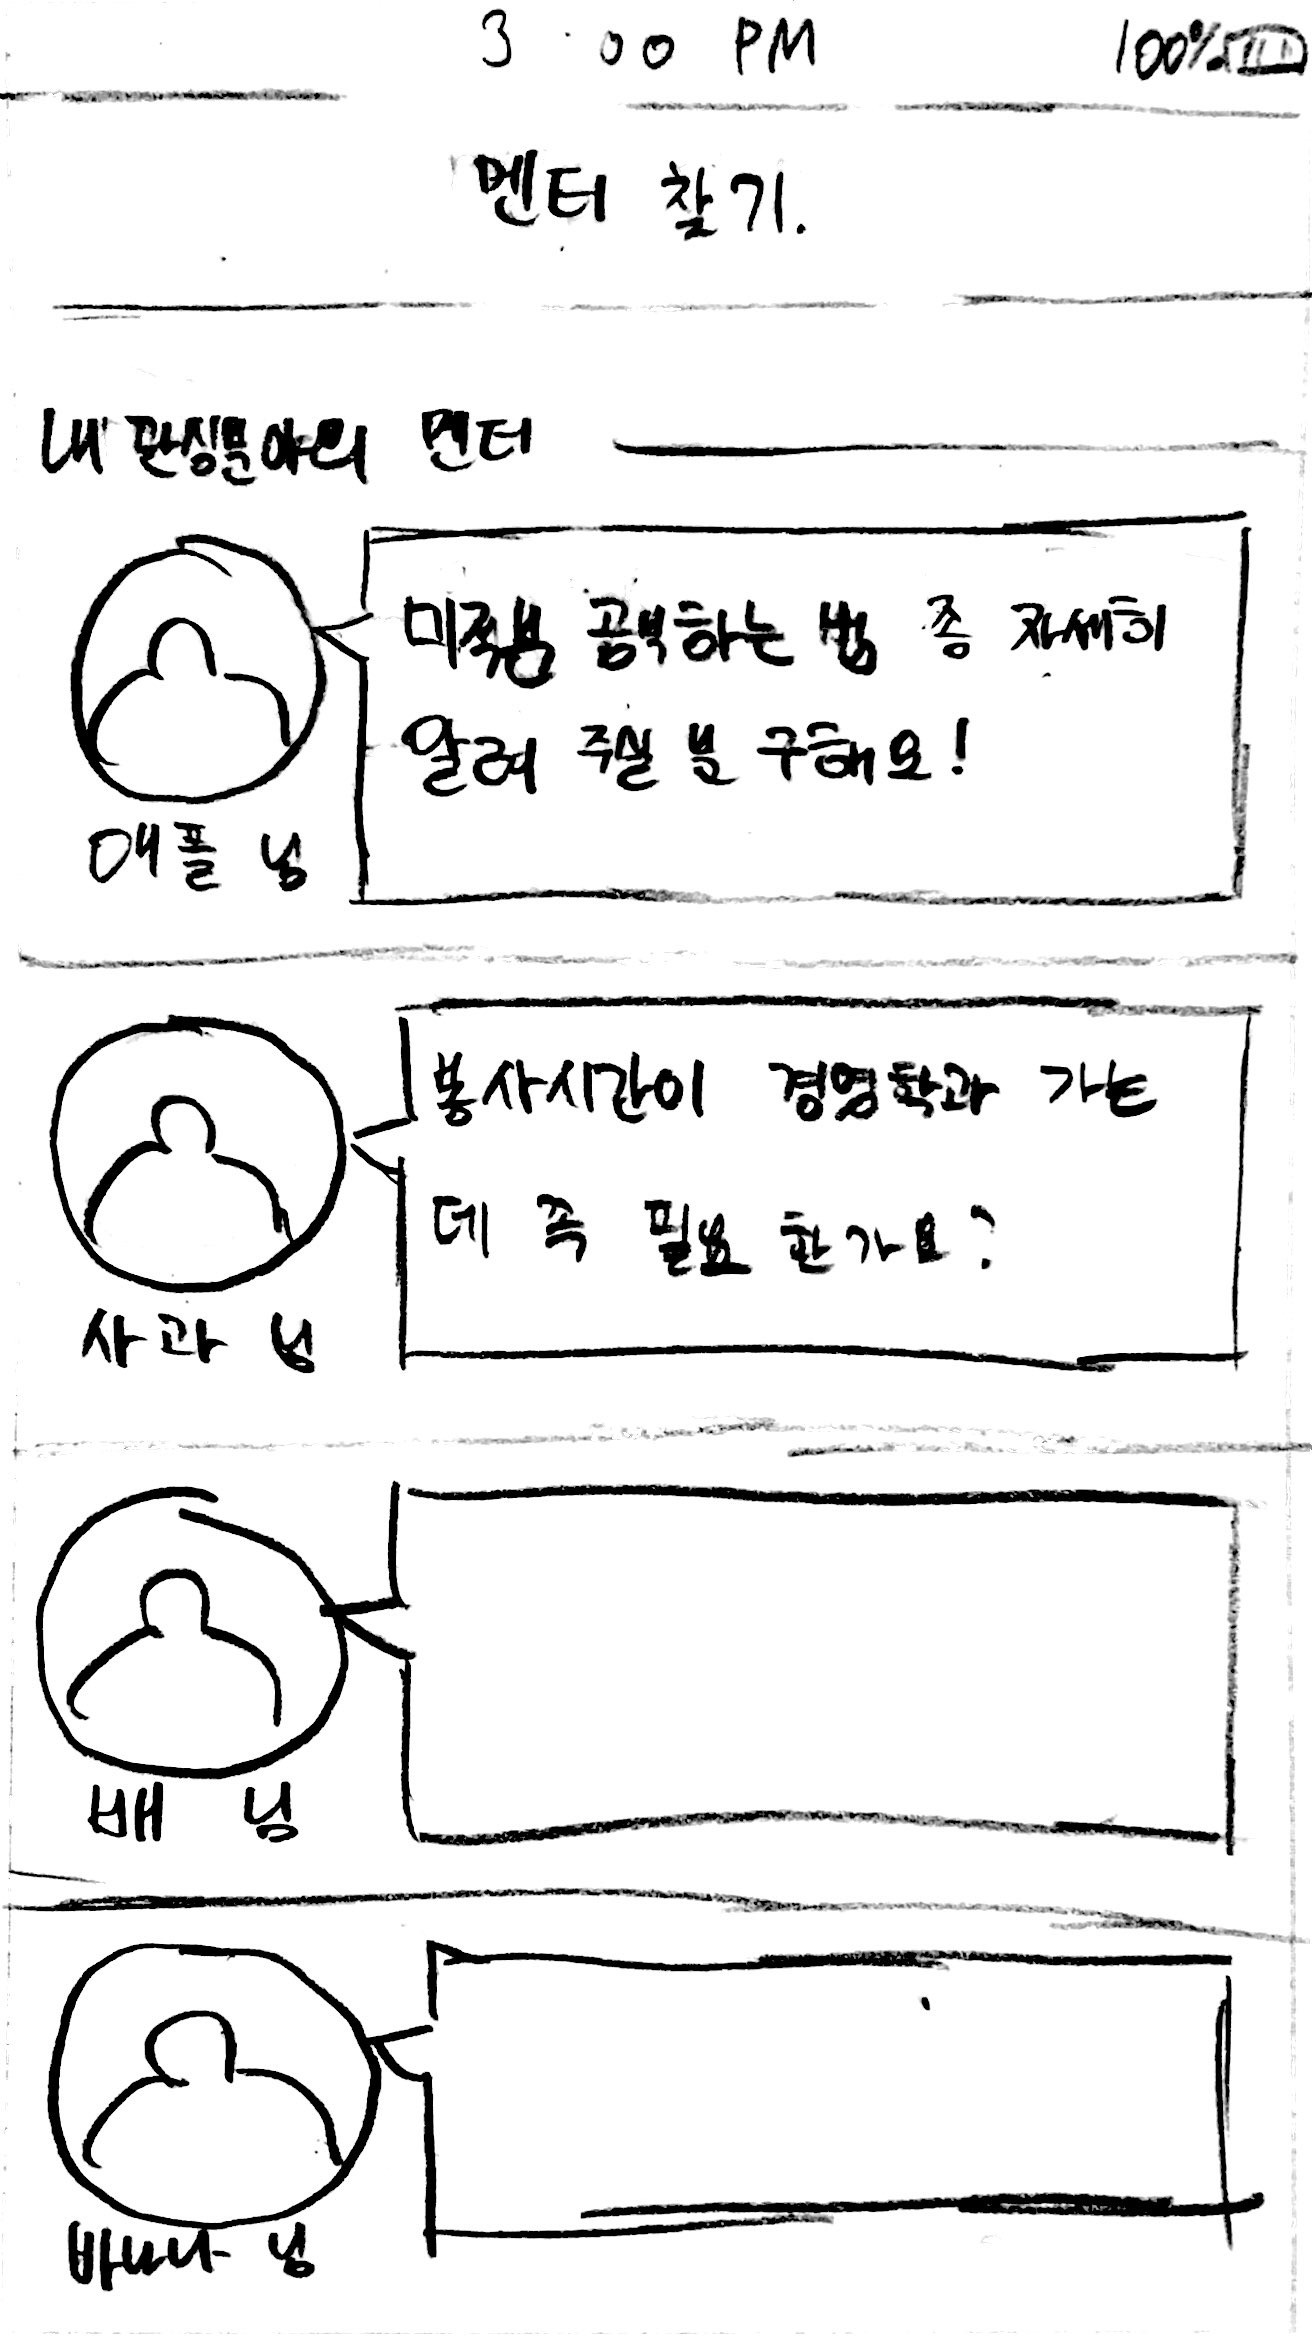 3:00 PM
100%
멘터 찾기.
내 관심분야의 멘터
미적분 공부하는 법 좀 자세히
알려 주실 분 구해요!
애플 님
봉사시간이 경영학과 가는
데 꼭 필요한가요?
사과 님
배 님
바나나 님